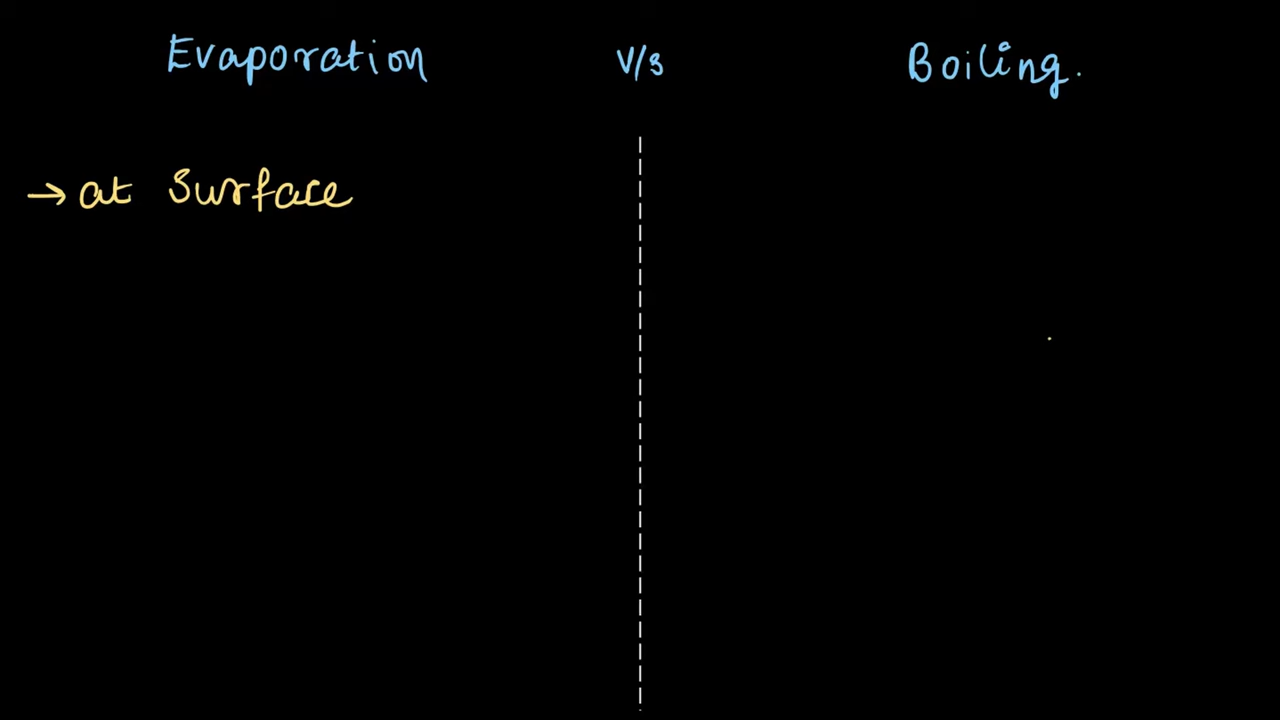 Evaporation v/s Boiling.
→ at surface